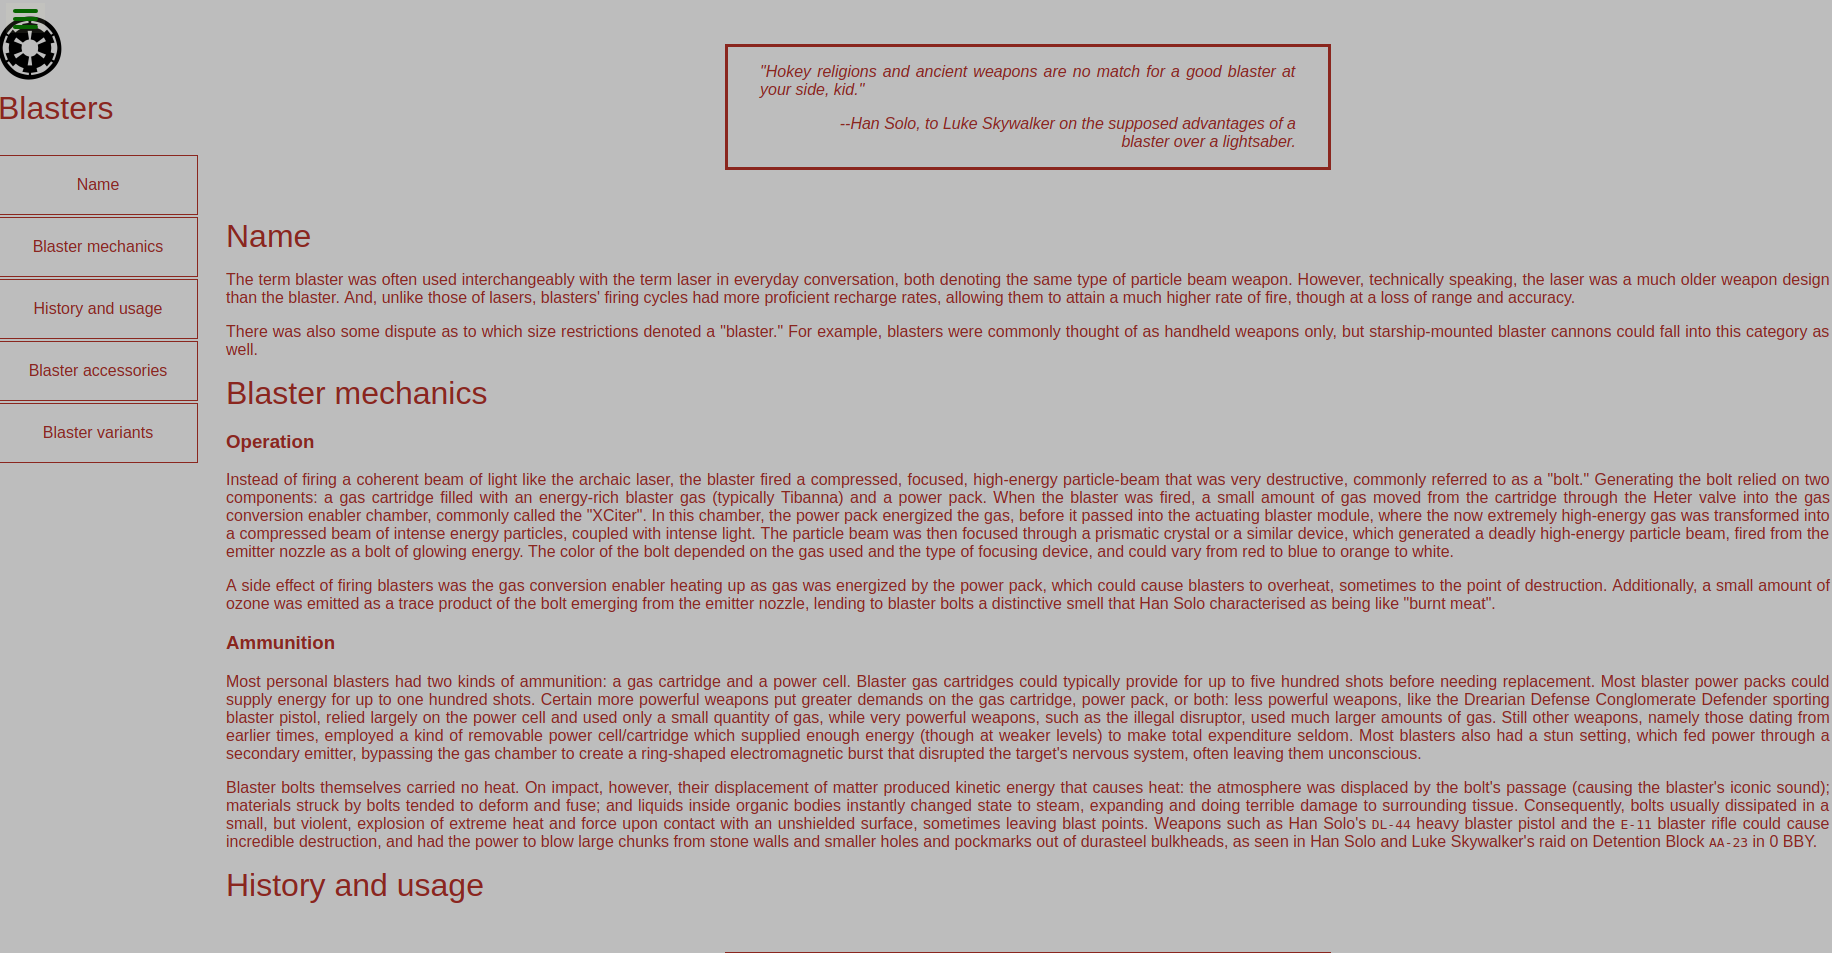 Blasters
Name
Blaster mechanics
History and usage
Blaster accessories
Blaster variants
"Hokey religions and ancient weapons are no match for a good blaster at
your side, kid."
--Han Solo, to Luke Skywalker on the supposed advantages of a
blaster over a lightsaber.
Name
The term blaster was often used interchangeably with the term laser in everyday conversation, both denoting the same type of particle beam weapon. However, technically speaking, the laser was a much older weapon design
than the blaster. And, unlike those of lasers, blasters' firing cycles had more proficient recharge rates, allowing them to attain a much higher rate of fire, though at a loss of range and accuracy.
There was also some dispute as to which size restrictions denoted a "blaster." For example, blasters were commonly thought of as handheld weapons only, but starship-mounted blaster cannons could fall into this category as
well.
Blaster mechanics
Operation
Instead of firing a coherent beam of light like the archaic laser, the blaster fired a compressed, focused, high-energy particle-beam that was very destructive, commonly referred to as a "bolt." Generating the bolt relied on two
components: a gas cartridge filled with an energy-rich blaster gas (typically Tibanna) and a power pack. When the blaster was fired, a small amount of gas moved from the cartridge through the Heter valve into the gas
conversion enabler chamber, commonly called the "XCiter". In this chamber, the power pack energized the gas, before it passed into the actuating blaster module, where the now extremely high-energy gas was transformed into
a compressed beam of intense energy particles, coupled with intense light. The particle beam was then focused through a prismatic crystal or a similar device, which generated a deadly high-energy particle beam, fired from the
emitter nozzle as a bolt of glowing energy. The color of the bolt depended on the gas used and the type of focusing device, and could vary from red to blue to orange to white.
A side effect of firing blasters was the gas conversion enabler heating up as gas was energized by the power pack, which could cause blasters to overheat, sometimes to the point of destruction. Additionally, a small amount of
ozone was emitted as a trace product of the bolt emerging from the emitter nozzle, lending to blaster bolts a distinctive smell that Han Solo characterised as being like "burnt meat".
Ammunition
Most personal blasters had two kinds of ammunition: a gas cartridge and a power cell. Blaster gas cartridges could typically provide for up to five hundred shots before needing replacement. Most blaster power packs could
supply energy for up to one hundred shots. Certain more powerful weapons put greater demands on the gas cartridge, power pack, or both: less powerful weapons, like the Drearian Defense Conglomerate Defender sporting
blaster pistol, relied largely on the power cell and used only a small quantity of gas, while very powerful weapons, such as the illegal disruptor, used much larger amounts of gas. Still other weapons, namely those dating from
earlier times, employed a kind of removable power cell/cartridge which supplied enough energy (though at weaker levels) to make total expenditure seldom. Most blasters also had a stun setting, which fed power through a
secondary emitter, bypassing the gas chamber to create a ring-shaped electromagnetic burst that disrupted the target's nervous system, often leaving them unconscious.
Blaster bolts themselves carried no heat. On impact, however, their displacement of matter produced kinetic energy that causes heat: the atmosphere was displaced by the bolt's passage (causing the blaster's iconic sound);
materials struck by bolts tended to deform and fuse; and liquids inside organic bodies instantly changed state to steam, expanding and doing terrible damage to surrounding tissue. Consequently, bolts usually dissipated in a
small, but violent, explosion of extreme heat and force upon contact with an unshielded surface, sometimes leaving blast points. Weapons such as Han Solo's DL-44 heavy blaster pistol and the E-11 blaster rifle could cause
incredible destruction, and had the power to blow large chunks from stone walls and smaller holes and pockmarks out of durasteel bulkheads, as seen in Han Solo and Luke Skywalker's raid on Detention Block AA-23 in 0 BBY.
History and usage